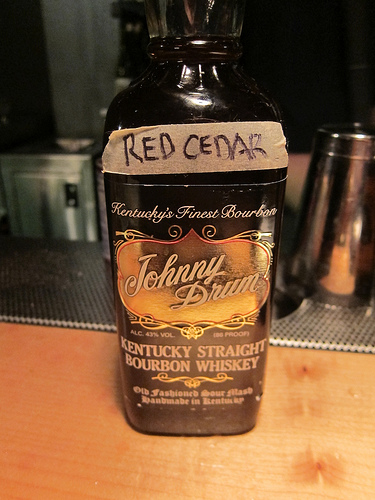 RED CEDAR
Kentucky's Finest Bourbon
Johnny
Drum
ALC. 43% VOL. (86 PROOF)
KENTUCKY STRAIGHT
BOURBON WHISKEY
Old Fashioned Sour Mash
Handmade in Kentucky